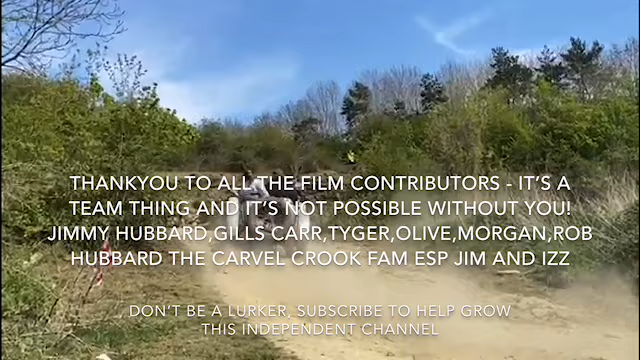 THANKYOU TO ALL THE FILM CONTRIBUTORS - IT'S A
TEAM THING AND IT'S NOT POSSIBLE WITHOUT YOU!
JIMMY HUBBARD,GILLS CARR,TYGER,OLIVE,MORGAN,ROB
HUBBARD THE CARVEL CROOK FAM ESP JIM AND IZZ
DON'T BE A LURKER, SUBSCRIBE TO HELP GROW
THIS INDEPENDENT CHANNEL